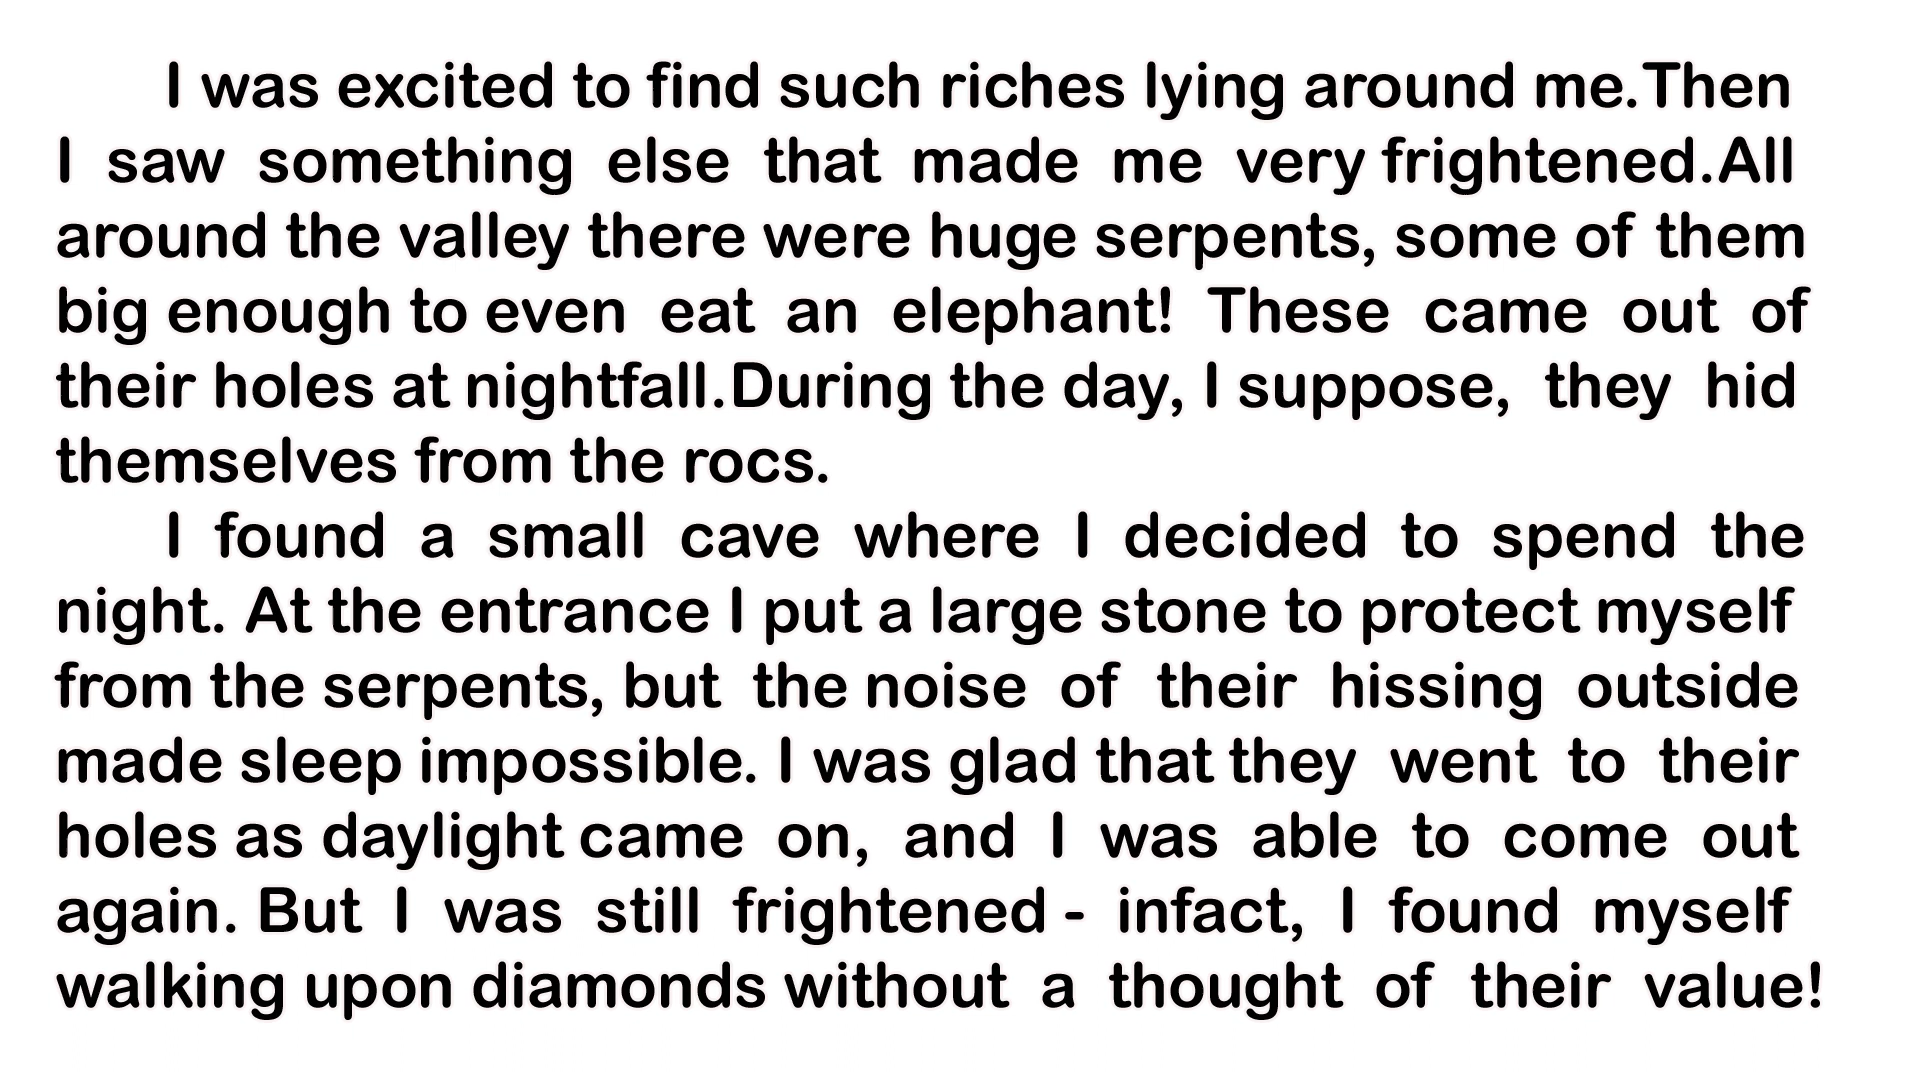 I was excited to find such riches lying around me.Then
I saw something else that made me very frightened.All
around the valley there were huge serpents, some of them
big enough to even eat an elephant! These came out of
their holes at nightfall.During the day, I suppose, they hid
themselves from the rocs.
I found a small cave where I decided to spend the
night. At the entrance I put a large stone to protect myself
from the serpents, but the noise of their hissing outside
made sleep impossible. I was glad that they went to their
holes as daylight came on, and I was able to come out
again. But I was still frightened - infact, I found myself
walking upon diamonds without a thought of their value!